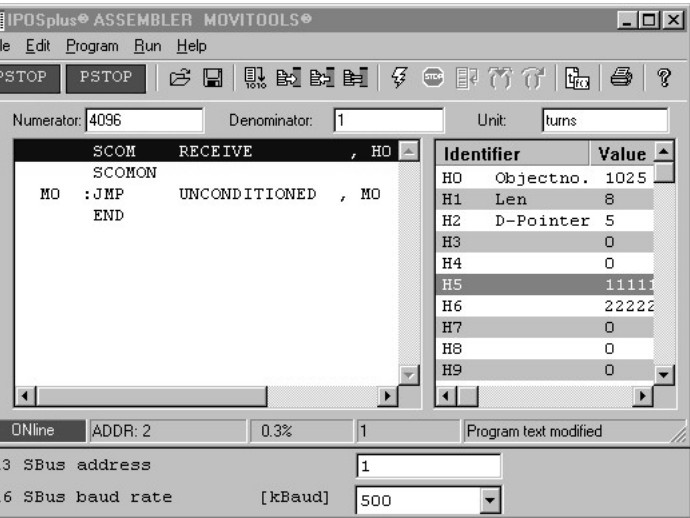 IPOSplus® ASSEMBLER MOVITOOLS®
Edit Program Run Help
PSTOP PSTOP
Numerator: 4096 Denominator: 1 Unit: turns
SCOM RECEIVE , H0
SCOMON
M0 :JMP UNCONDITIONED , M0
END
Identifier Value
H0 Objectno. 1025
H1 Len 8
H2 D-Pointer 5
H3 0
H4 0
H5 11111
H6 22222
H7 0
H8 0
H9 0
ONline ADDR: 2 0.3% 1 Program text modified
3 SBus address 1
6 SBus baud rate [kBaud] 500